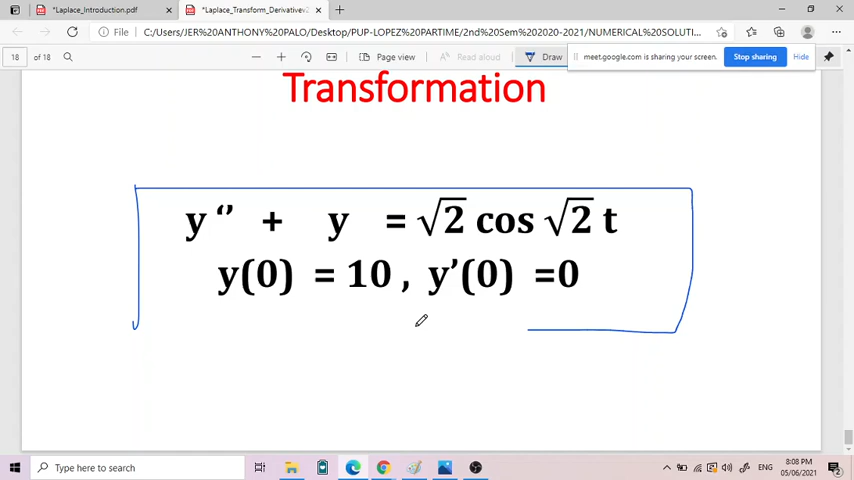 *Laplace_Introduction.pdf
*Laplace_Transform_Derivativev2
File
C:/Users/JER%20ANTHONY%20PALO/Desktop/PUP-LOPEZ%20PARTIME/2nd%20Sem%202020-2021/NUMERICAL%20SOLUTI...
18 of 18
Page view
Read aloud
Draw
meet.google.com is sharing your screen.
Stop sharing
Hide
Transformation
y “ + y = √2 cos √2 t
y(0) = 10 , y’(0) =0
Type here to search
ENG
8:08 PM
05/06/2021
2